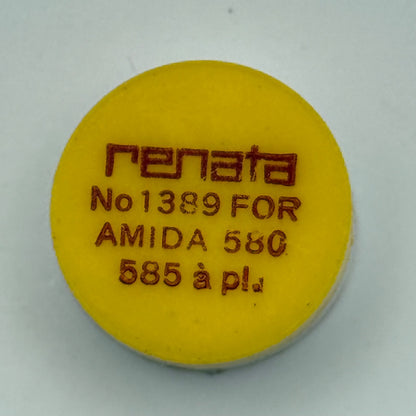 renata
No 1389 FOR
AMIDA 580
585 à pl.